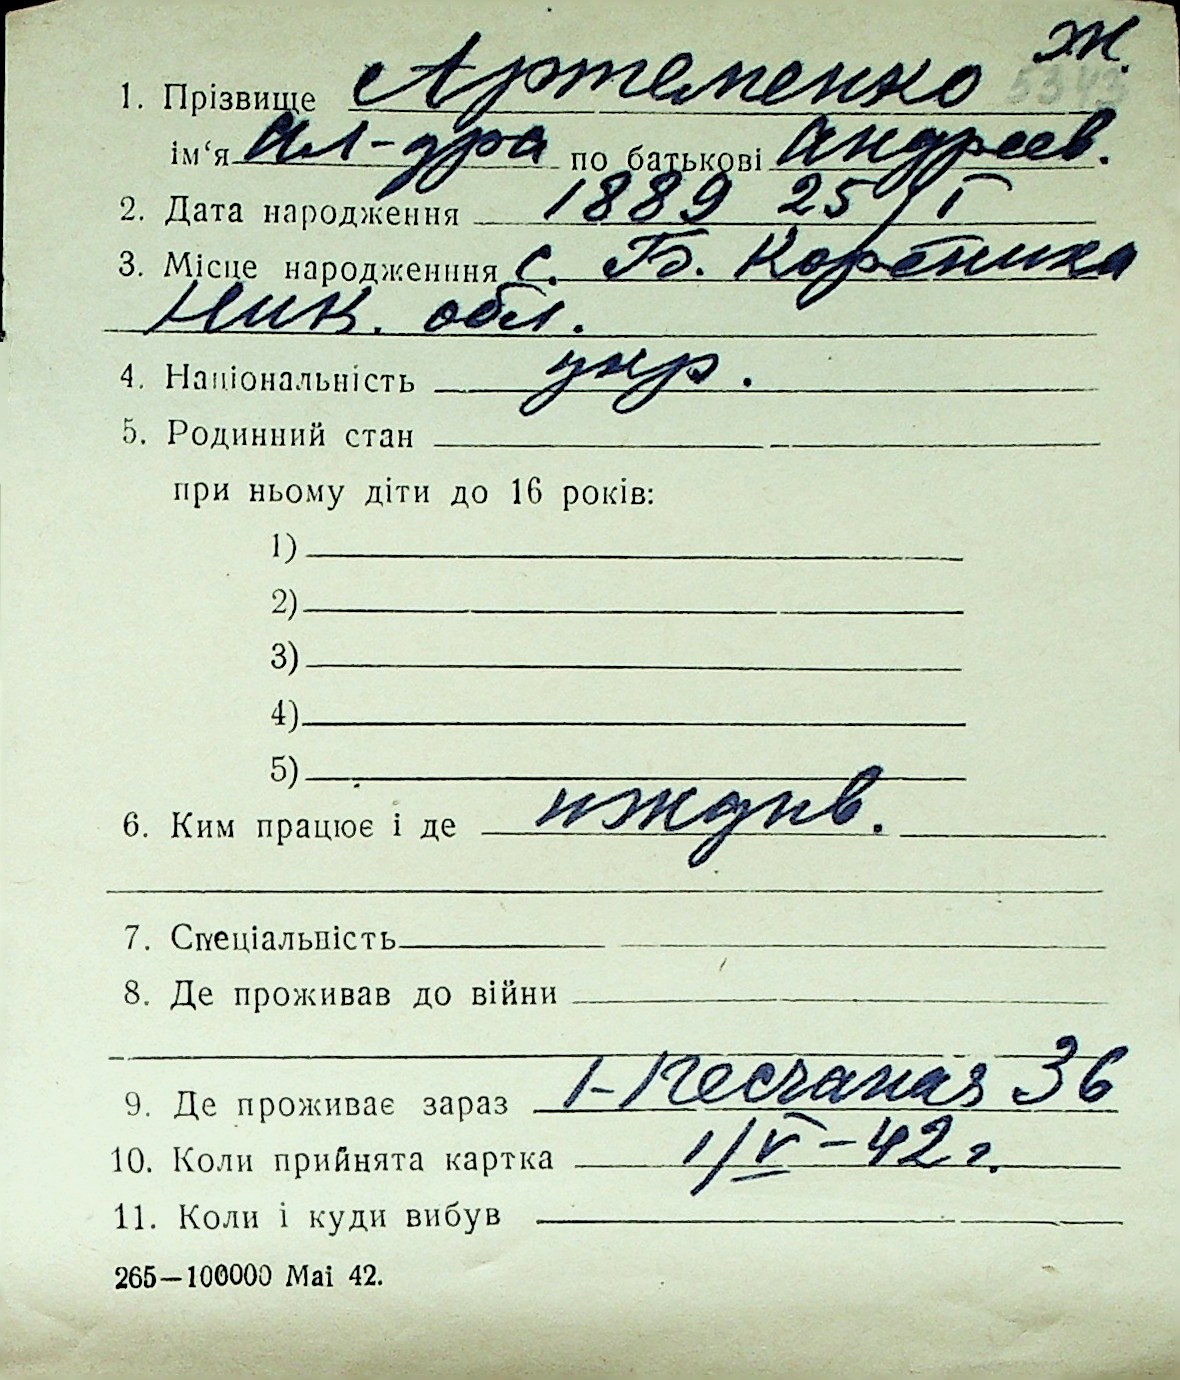 ж.
5343
1. Прізвище Артеменко
ім‘я Ал-дра по батькові Андреев.
2. Дата народження 1889 25/I
3. Місце народженння с. Б. Кореника
Ник. обл.
4. Національність укр.
5. Родинний стан
при ньому діти до 16 років:
1)
2)
3)
4)
5)
6. Ким працює і де иждив.
7. Спеціальність
8. Де проживав до війни
9. Де проживає зараз 1-Песчаная 36
10. Коли прийнята картка 1/V-42 г.
11. Коли і куди вибув
265—100000 Mai 42.